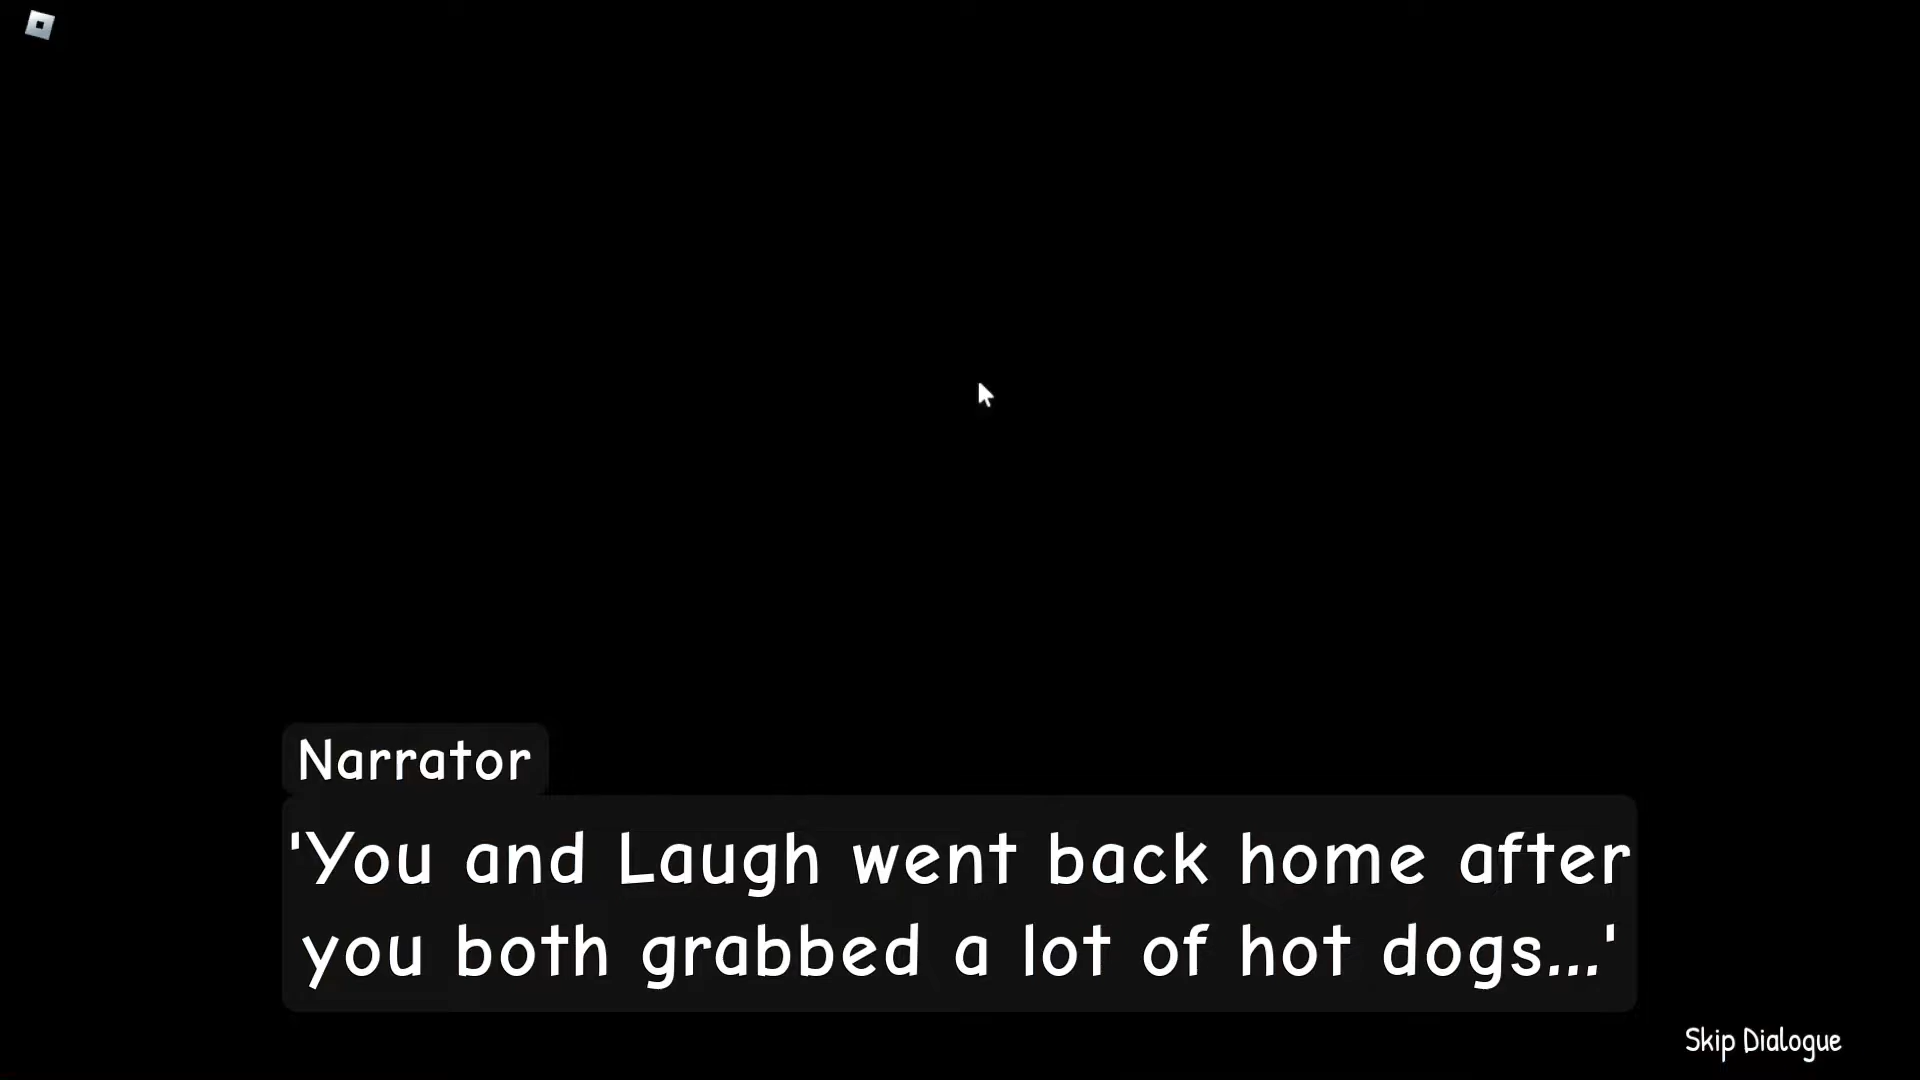 Narrator
'You and Laugh went back home after
you both grabbed a lot of hot dogs...'
Skip Dialogue